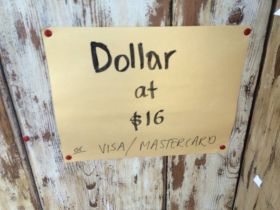 Dollar
at
$16
or VISA/MASTERCARD